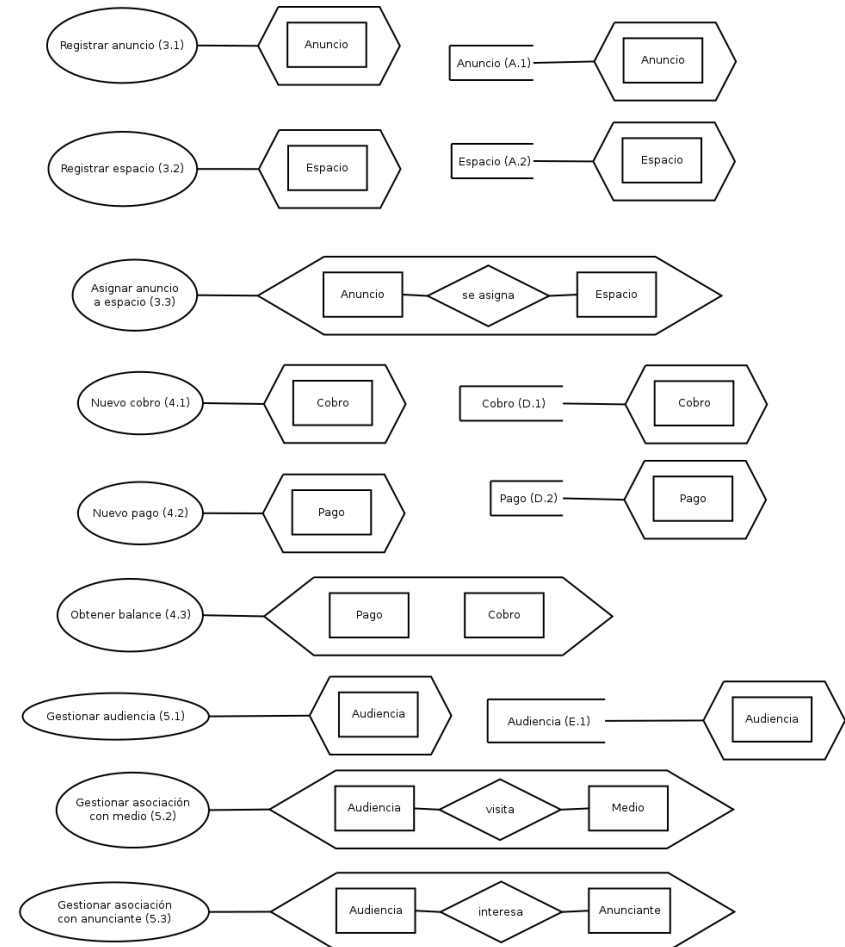 Registrar anuncio (3.1)
Anuncio
Anuncio (A.1)
Anuncio
Registrar espacio (3.2)
Espacio
Espacio (A.2)
Espacio
Asignar anuncio
a espacio (3.3)
Anuncio
se asigna
Espacio
Nuevo cobro (4.1)
Cobro
Cobro (D.1)
Cobro
Nuevo pago (4.2)
Pago
Pago (D.2)
Pago
Obtener balance (4.3)
Pago
Cobro
Gestionar audiencia (5.1)
Audiencia
Audiencia (E.1)
Audiencia
Gestionar asociación
con medio (5.2)
Audiencia
visita
Medio
Gestionar asociación
con anunciante (5.3)
Audiencia
interesa
Anunciante